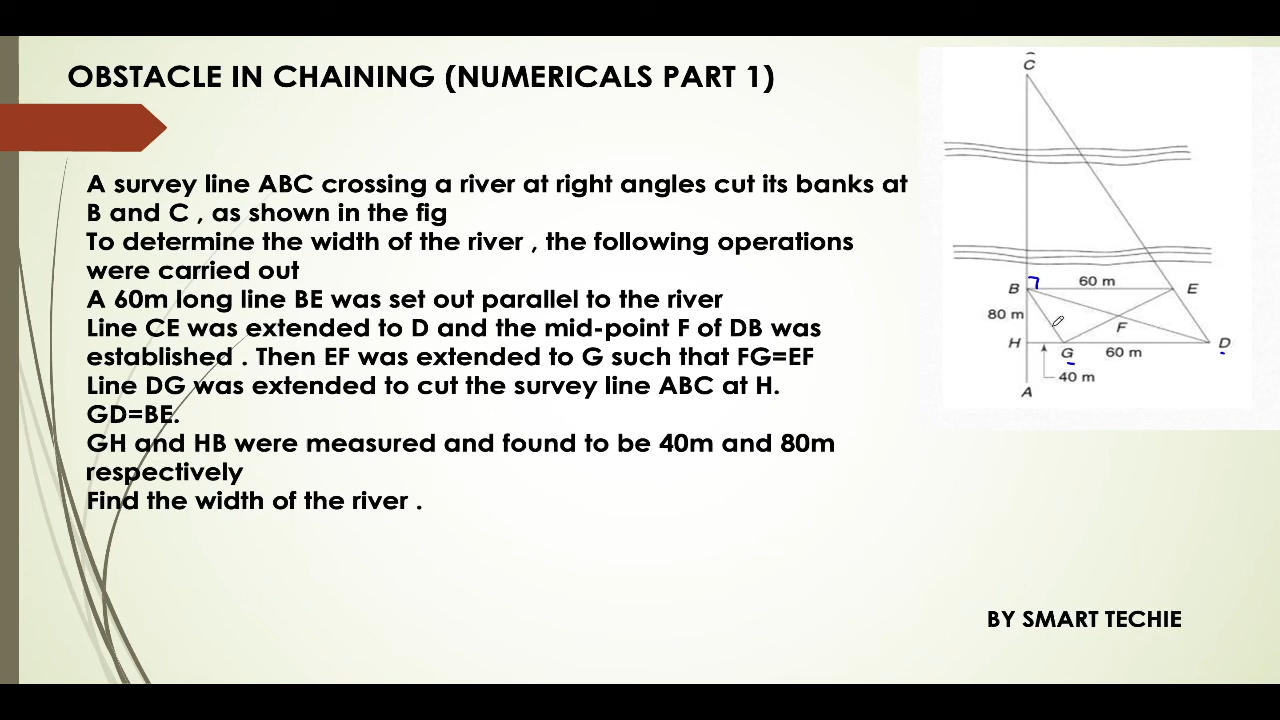 OBSTACLE IN CHAINING (NUMERICALS PART 1)
A survey line ABC crossing a river at right angles cut its banks at
B and C , as shown in the fig
To determine the width of the river , the following operations
were carried out
A 60m long line BE was set out parallel to the river
Line CE was extended to D and the mid-point F of DB was
established . Then EF was extended to G such that FG=EF
Line DG was extended to cut the survey line ABC at H.
GD=BE.
GH and HB were measured and found to be 40m and 80m
respectively
Find the width of the river .
C
B
60 m
E
80 m
F
H
G
60 m
D
40 m
A
BY SMART TECHIE